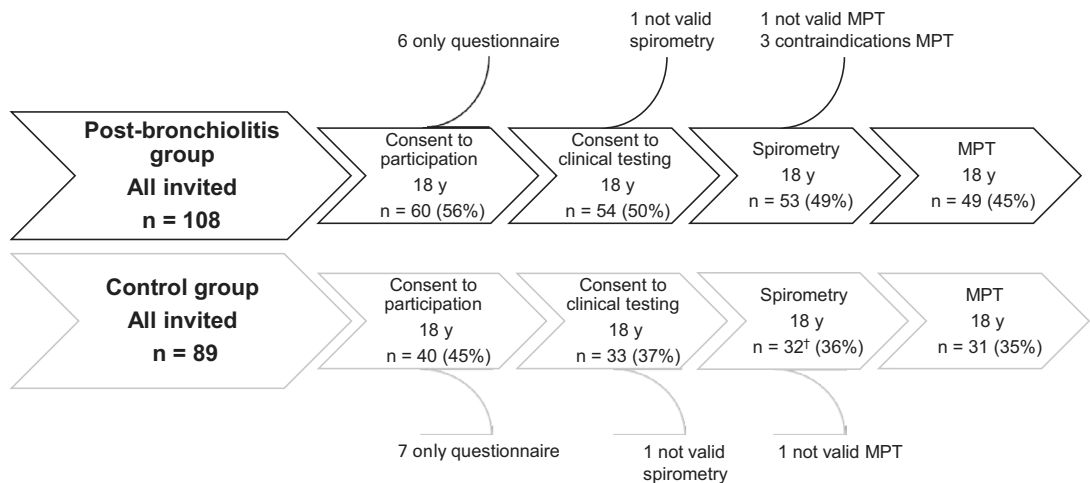 1 not valid
spirometry
1 not valid MPT
3 contraindications MPT
6 only questionnaire
Post-bronchiolitis
group
All invited
n = 108
Consent to
participation
18 y
n = 60 (56%)
Consent to
clinical testing
18 y
n = 54 (50%)
Spirometry
18 y
n = 53 (49%)
MPT
18 y
n = 49 (45%)
Control group
All invited
n = 89
Consent to
participation
18 y
n = 40 (45%)
Consent to
clinical testing
18 y
n = 33 (37%)
Spirometry
18 y
n = 32† (36%)
MPT
18 y
n = 31 (35%)
7 only questionnaire
1 not valid
spirometry
1 not valid MPT